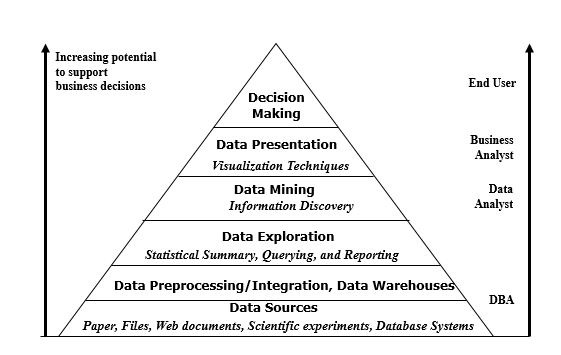 Increasing potential
to support
business decisions
End User
Decision
Making
Business
Analyst
Data Presentation
Visualization Techniques
Data
Analyst
Data Mining
Information Discovery
Data Exploration
Statistical Summary, Querying, and Reporting
Data Preprocessing/Integration, Data Warehouses
DBA
Data Sources
Paper, Files, Web documents, Scientific experiments, Database Systems